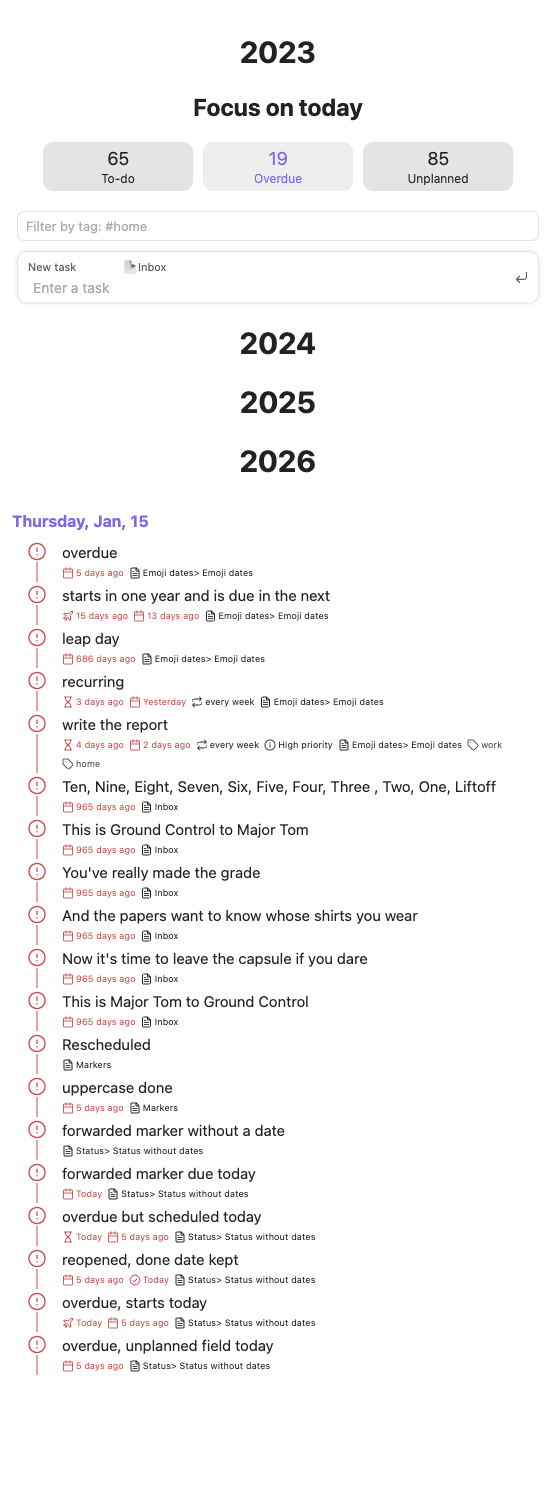 2023
Focus on today
65
To-do
19
Overdue
85
Unplanned
Filter by tag: #home
New task Inbox
Enter a task
2024
2025
2026
Thursday, Jan, 15
overdue
5 days ago Emoji dates> Emoji dates
starts in one year and is due in the next
15 days ago 13 days ago Emoji dates> Emoji dates
leap day
686 days ago Emoji dates> Emoji dates
recurring
3 days ago Yesterday every week Emoji dates> Emoji dates
write the report
4 days ago 2 days ago every week High priority Emoji dates> Emoji dates work
home
Ten, Nine, Eight, Seven, Six, Five, Four, Three , Two, One, Liftoff
965 days ago Inbox
This is Ground Control to Major Tom
965 days ago Inbox
You've really made the grade
965 days ago Inbox
And the papers want to know whose shirts you wear
965 days ago Inbox
Now it's time to leave the capsule if you dare
965 days ago Inbox
This is Major Tom to Ground Control
965 days ago Inbox
Rescheduled
Markers
uppercase done
5 days ago Markers
forwarded marker without a date
Status> Status without dates
forwarded marker due today
Today Status> Status without dates
overdue but scheduled today
Today 5 days ago Status> Status without dates
reopened, done date kept
5 days ago Today Status> Status without dates
overdue, starts today
Today 5 days ago Status> Status without dates
overdue, unplanned field today
5 days ago Status> Status without dates